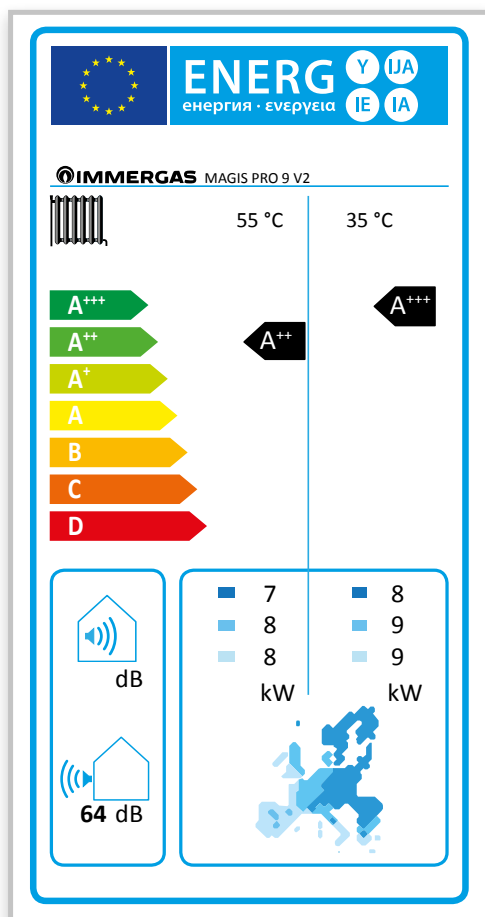 ENERG Y IJA
енергия · ενεργεια IE IA
IMMERGAS MAGIS PRO 9 V2
55 °C 35 °C
A+++ A+++
A++ A++
A+
A
B
C
D
7 8
8 9
8 9
kW kW
dB
64 dB